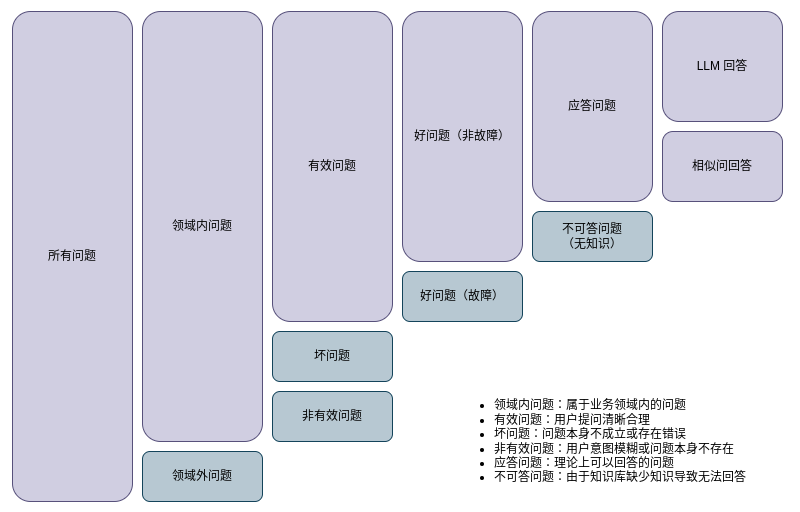 所有问题
领域内问题
领域外问题
有效问题
坏问题
非有效问题
好问题（非故障）
好问题（故障）
应答问题
不可答问题
（无知识）
LLM 回答
相似问回答
领域内问题：属于业务领域内的问题
有效问题：用户提问清晰合理
坏问题：问题本身不成立或存在错误
非有效问题：用户意图模糊或问题本身不存在
应答问题：理论上可以回答的问题
不可答问题：由于知识库缺少知识导致无法回答